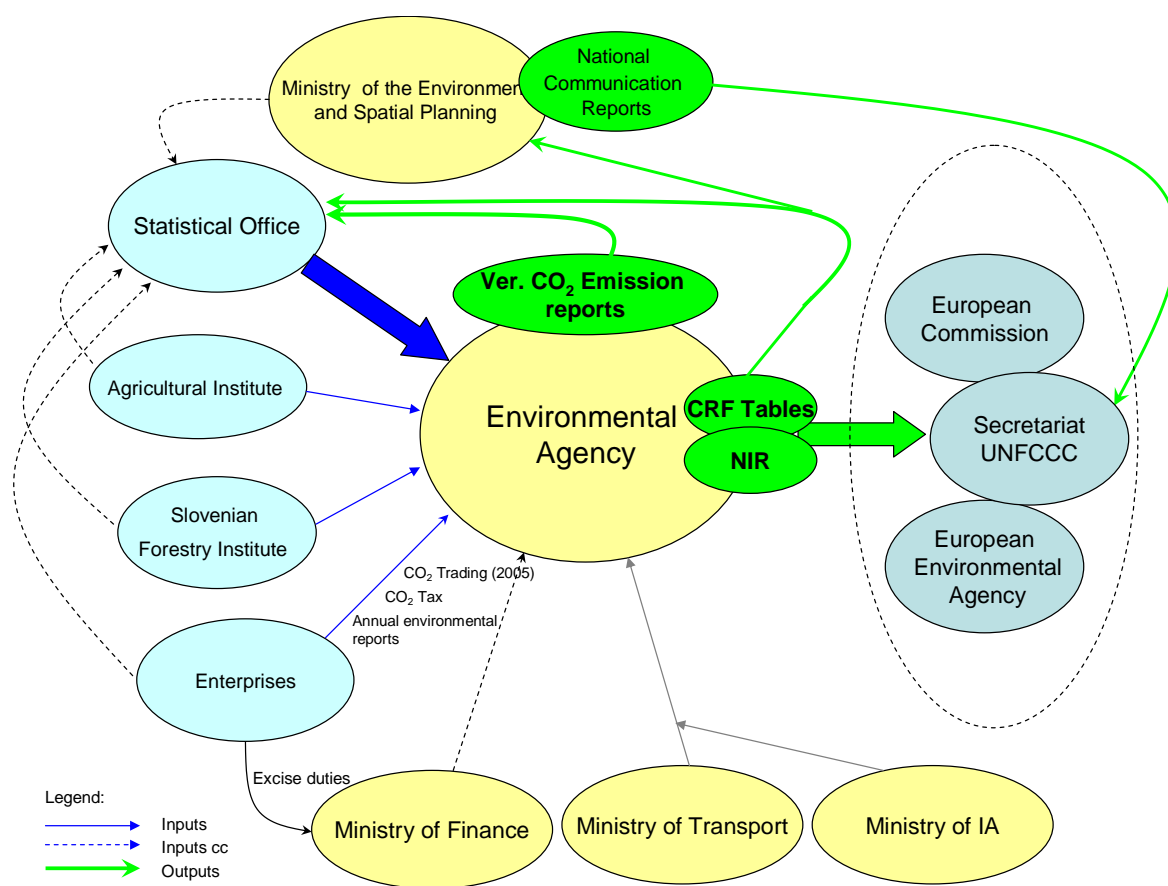 Ministry of the Environment
and Spatial Planning
National
Communication
Reports
Statistical Office
Ver. CO₂ Emission
reports
European
Commission
Agricultural Institute
Environmental
Agency
CRF Tables
NIR
Secretariat
UNFCCC
Slovenian
Forestry Institute
European
Environmental
Agency
CO₂ Trading (2005)
CO₂ Tax
Annual environmental
reports
Enterprises
Excise duties
Ministry of Finance
Ministry of Transport
Ministry of IA
Legend:
Inputs
Inputs cc
Outputs